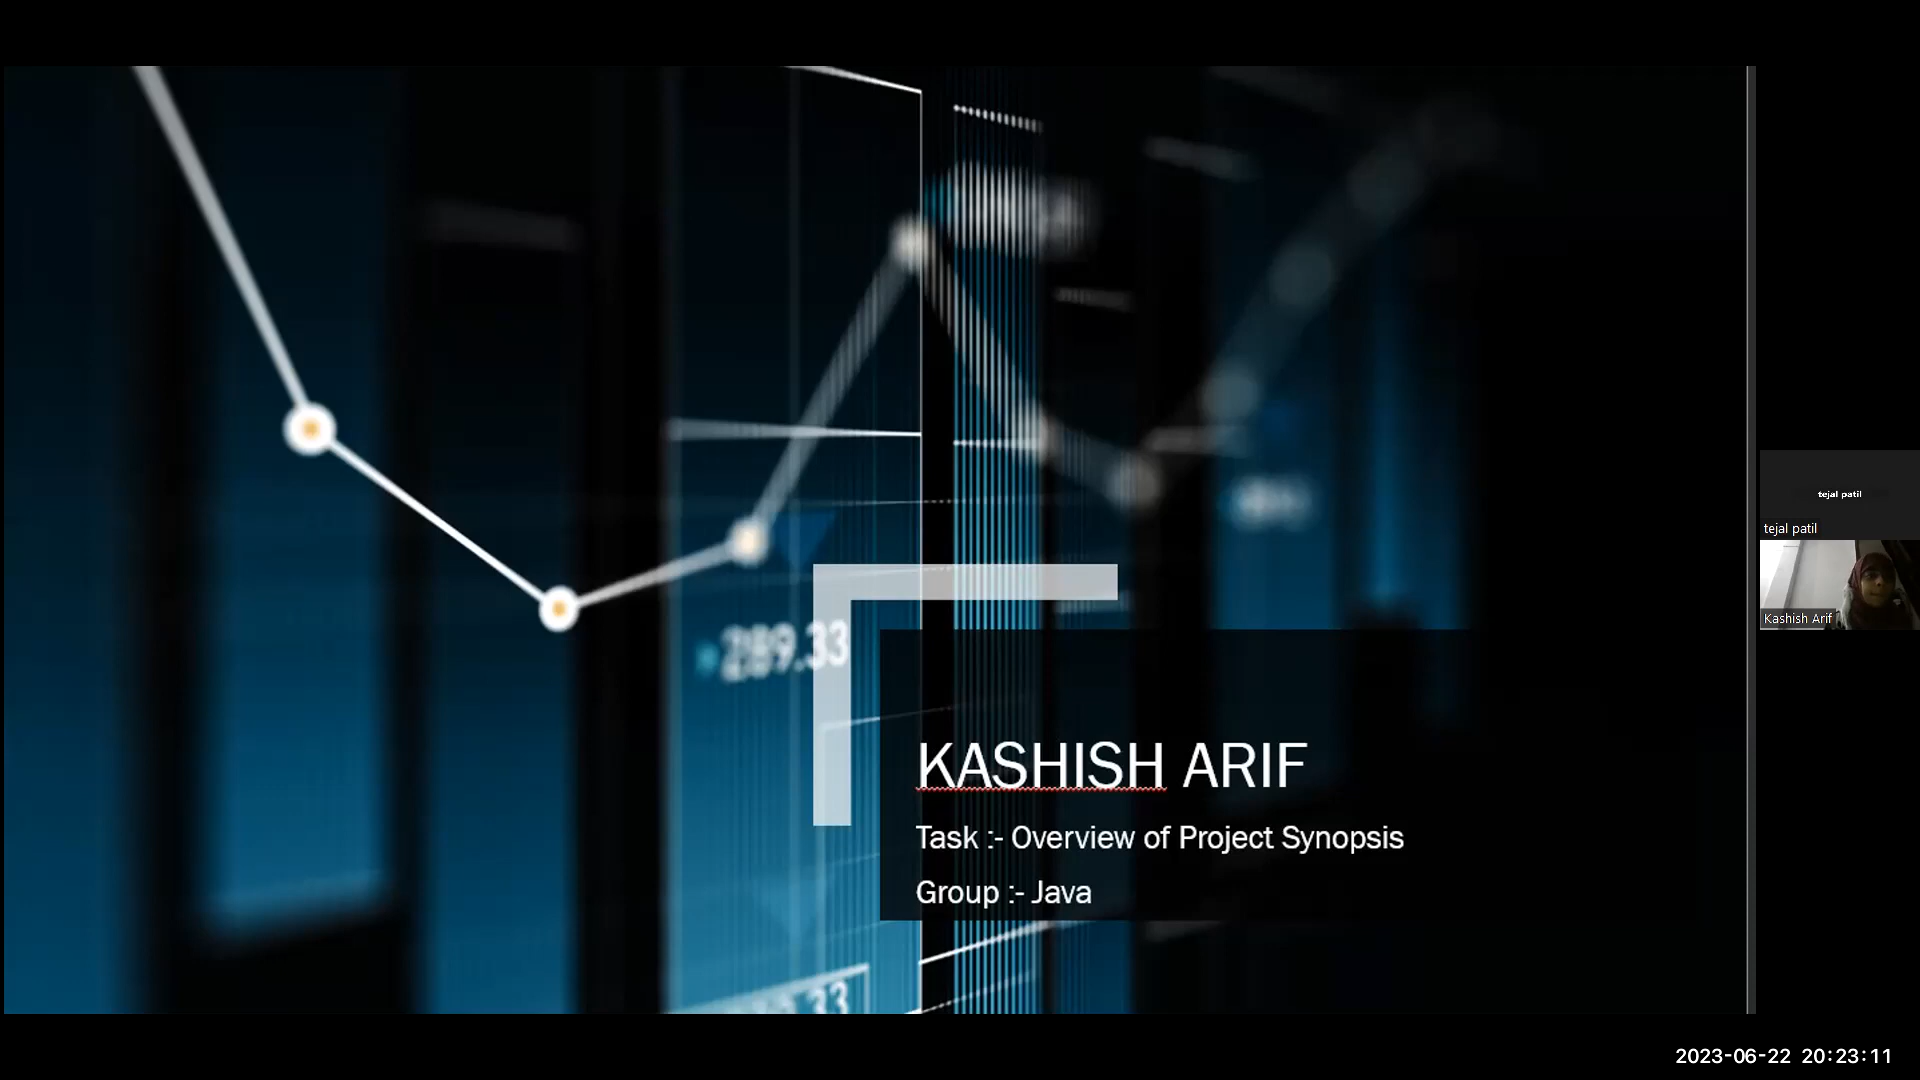 289.33
KASHISH ARIF
Task :- Overview of Project Synopsis
Group :- Java
tejal patil
tejal patil
Kashish Arif
2023-06-22 20:23:11